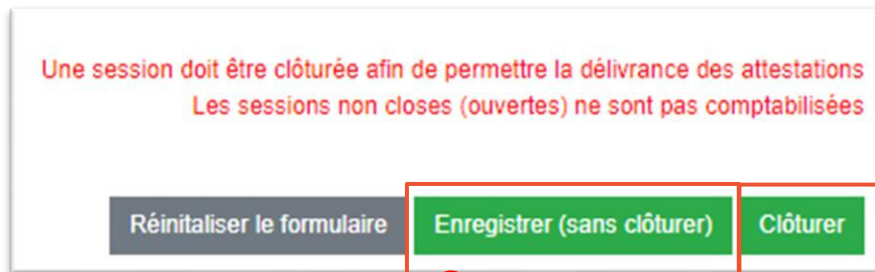 Une session doit être clôturée afin de permettre la délivrance des attestations
Les sessions non closes (ouvertes) ne sont pas comptabilisées
Réinitaliser le formulaire Enregistrer (sans clôturer) Clôturer